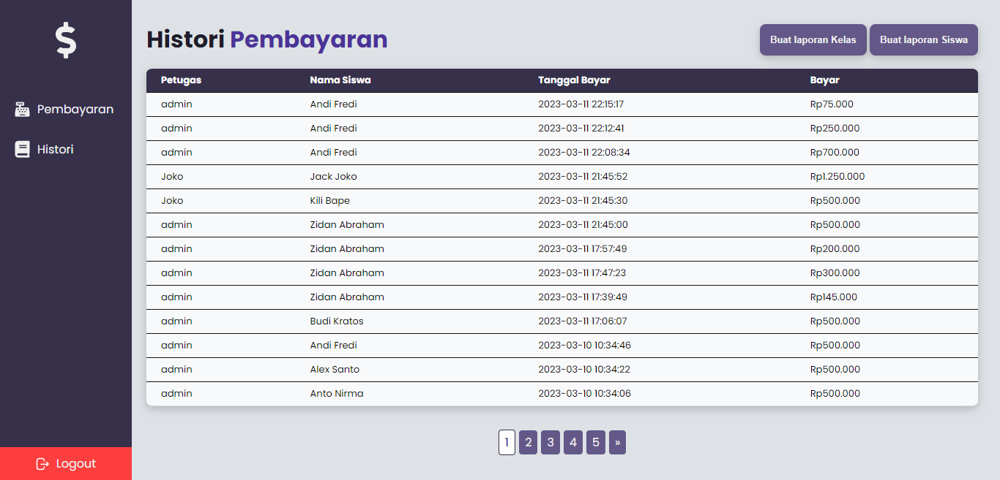 $
Histori Pembayaran
Buat laporan Kelas
Buat laporan Siswa
Pembayaran
Histori
Logout
Petugas Nama Siswa Tanggal Bayar Bayar
admin Andi Fredi 2023-03-11 22:15:17 Rp75.000
admin Andi Fredi 2023-03-11 22:12:41 Rp250.000
admin Andi Fredi 2023-03-11 22:08:34 Rp700.000
Joko Jack Joko 2023-03-11 21:45:52 Rp1.250.000
Joko Kili Bape 2023-03-11 21:45:30 Rp500.000
admin Zidan Abraham 2023-03-11 21:45:00 Rp500.000
admin Zidan Abraham 2023-03-11 17:57:49 Rp200.000
admin Zidan Abraham 2023-03-11 17:47:23 Rp300.000
admin Zidan Abraham 2023-03-11 17:39:49 Rp145.000
admin Budi Kratos 2023-03-11 17:06:07 Rp500.000
admin Andi Fredi 2023-03-10 10:34:46 Rp500.000
admin Alex Santo 2023-03-10 10:34:22 Rp500.000
admin Anto Nirma 2023-03-10 10:34:06 Rp500.000
1 2 3 4 5 »